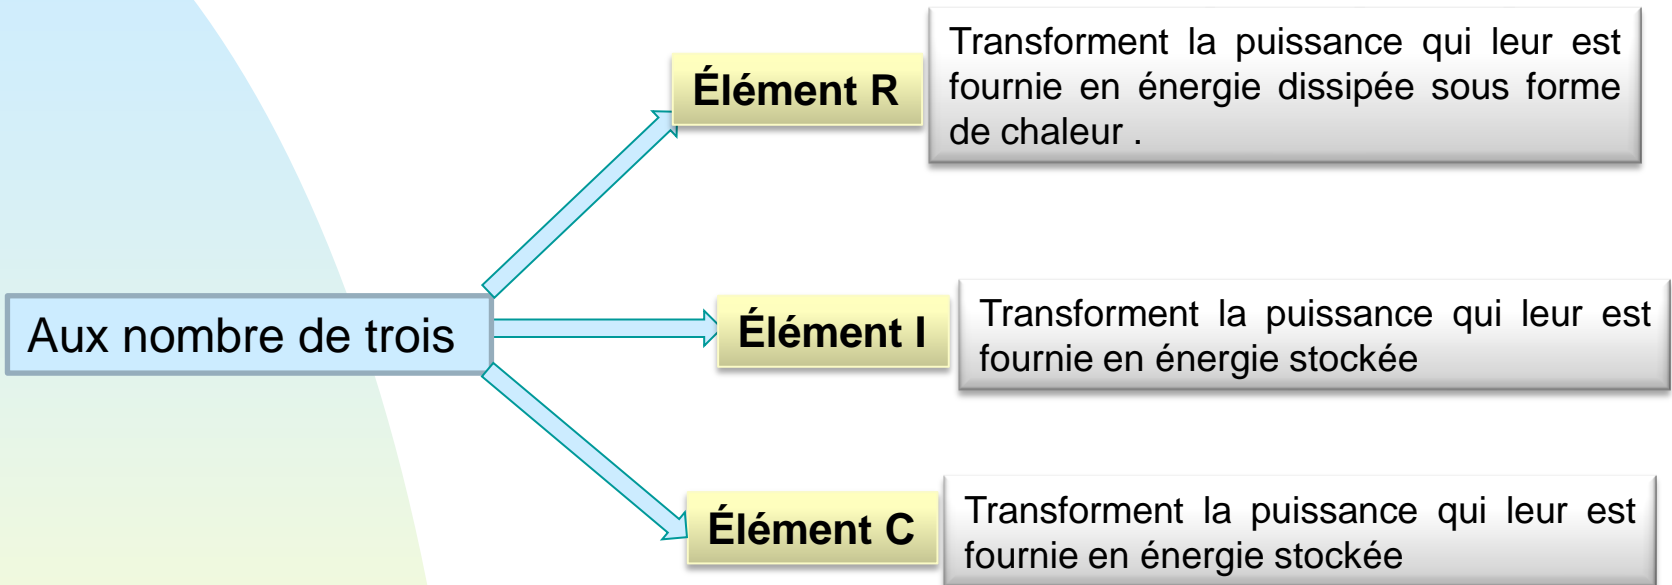 Élément R
Transforment la puissance qui leur est
fournie en énergie dissipée sous forme
de chaleur .
Aux nombre de trois
Élément I
Transforment la puissance qui leur est
fournie en énergie stockée
Élément C
Transforment la puissance qui leur est
fournie en énergie stockée